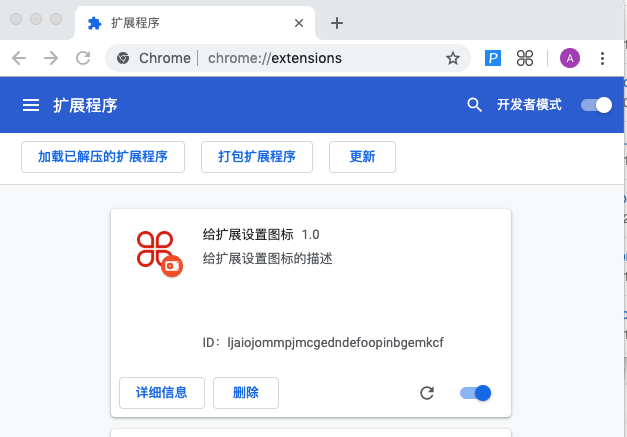 扩展程序
Chrome | chrome://extensions
P
A
扩展程序
开发者模式
加载已解压的扩展程序
打包扩展程序
更新
给扩展设置图标 1.0
给扩展设置图标的描述
ID：ljaiojommpjmcgedndefoopinbgemkcf
详细信息
删除